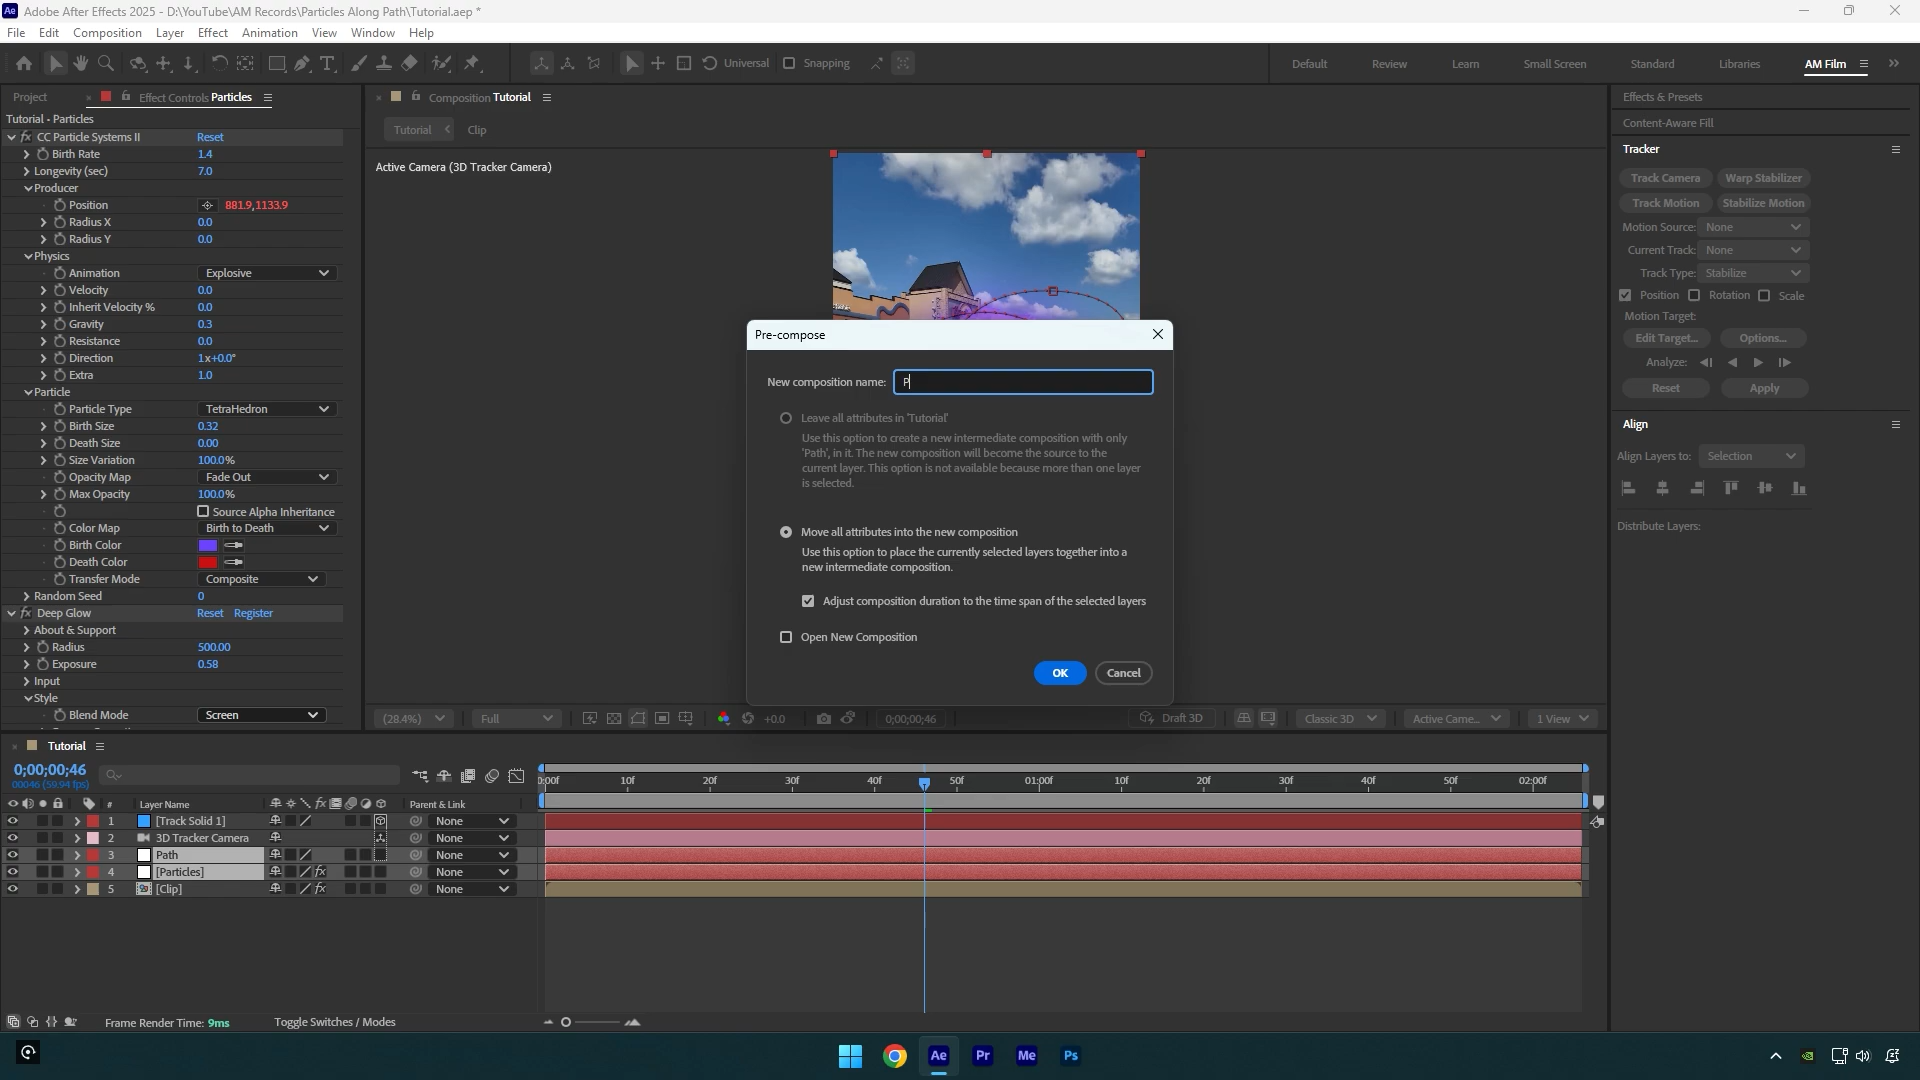 Ae Adobe After Effects 2025 - D:\YouTube\AM Records\Particles Along Path\Tutorial.aep *
File Edit Composition Layer Effect Animation View Window Help
Universal Snapping Default Review Learn Small Screen Standard Libraries AM Film
Project Effect Controls Particles
Tutorial - Particles
CC Particle Systems II Reset
Birth Rate 1.4
Longevity (sec) 7.0
Producer
Position 881.9,1133.9
Radius X 0.0
Radius Y 0.0
Physics
Animation Explosive
Velocity 0.0
Inherit Velocity % 0.0
Gravity 0.3
Resistance 0.0
Direction 1x+0.0°
Extra 1.0
Particle
Particle Type TetraHedron
Birth Size 0.32
Death Size 0.00
Size Variation 100.0%
Opacity Map Fade Out
Max Opacity 100.0%
Source Alpha Inheritance
Color Map Birth to Death
Birth Color
Death Color
Transfer Mode Composite
Random Seed 0
Deep Glow Reset Register
About & Support
Radius 500.00
Exposure 0.58
Input
Style
Blend Mode Screen
Composition Tutorial
Tutorial Clip
Active Camera (3D Tracker Camera)
Pre-compose
New composition name: P
Leave all attributes in 'Tutorial'
Use this option to create a new intermediate composition with only
'Path', in it. The new composition will become the source to the
current layer. This option is not available because more than one layer
is selected.
Move all attributes into the new composition
Use this option to place the currently selected layers together into a
new intermediate composition.
Adjust composition duration to the time span of the selected layers
Open New Composition
OK Cancel
(28.4%) Full +0.0 0;00;00;46 Draft 3D Classic 3D Active Came... 1 View
Effects & Presets
Content-Aware Fill
Tracker
Track Camera Warp Stabilizer
Track Motion Stabilize Motion
Motion Source: None
Current Track: None
Track Type: Stabilize
Position Rotation Scale
Motion Target:
Edit Target... Options...
Analyze:
Reset Apply
Align
Align Layers to: Selection
Distribute Layers:
Tutorial
0;00;00;46
00046 (59.94 fps)
0:00f 10f 20f 30f 40f 50f 01:00f 10f 20f 30f 40f 50f 02:00f
# Layer Name fx Parent & Link
1 [Track Solid 1] None
2 3D Tracker Camera None
3 Path None
4 [Particles] fx None
5 [Clip] fx None
Frame Render Time: 9ms Toggle Switches / Modes
Ae Pr Me Ps